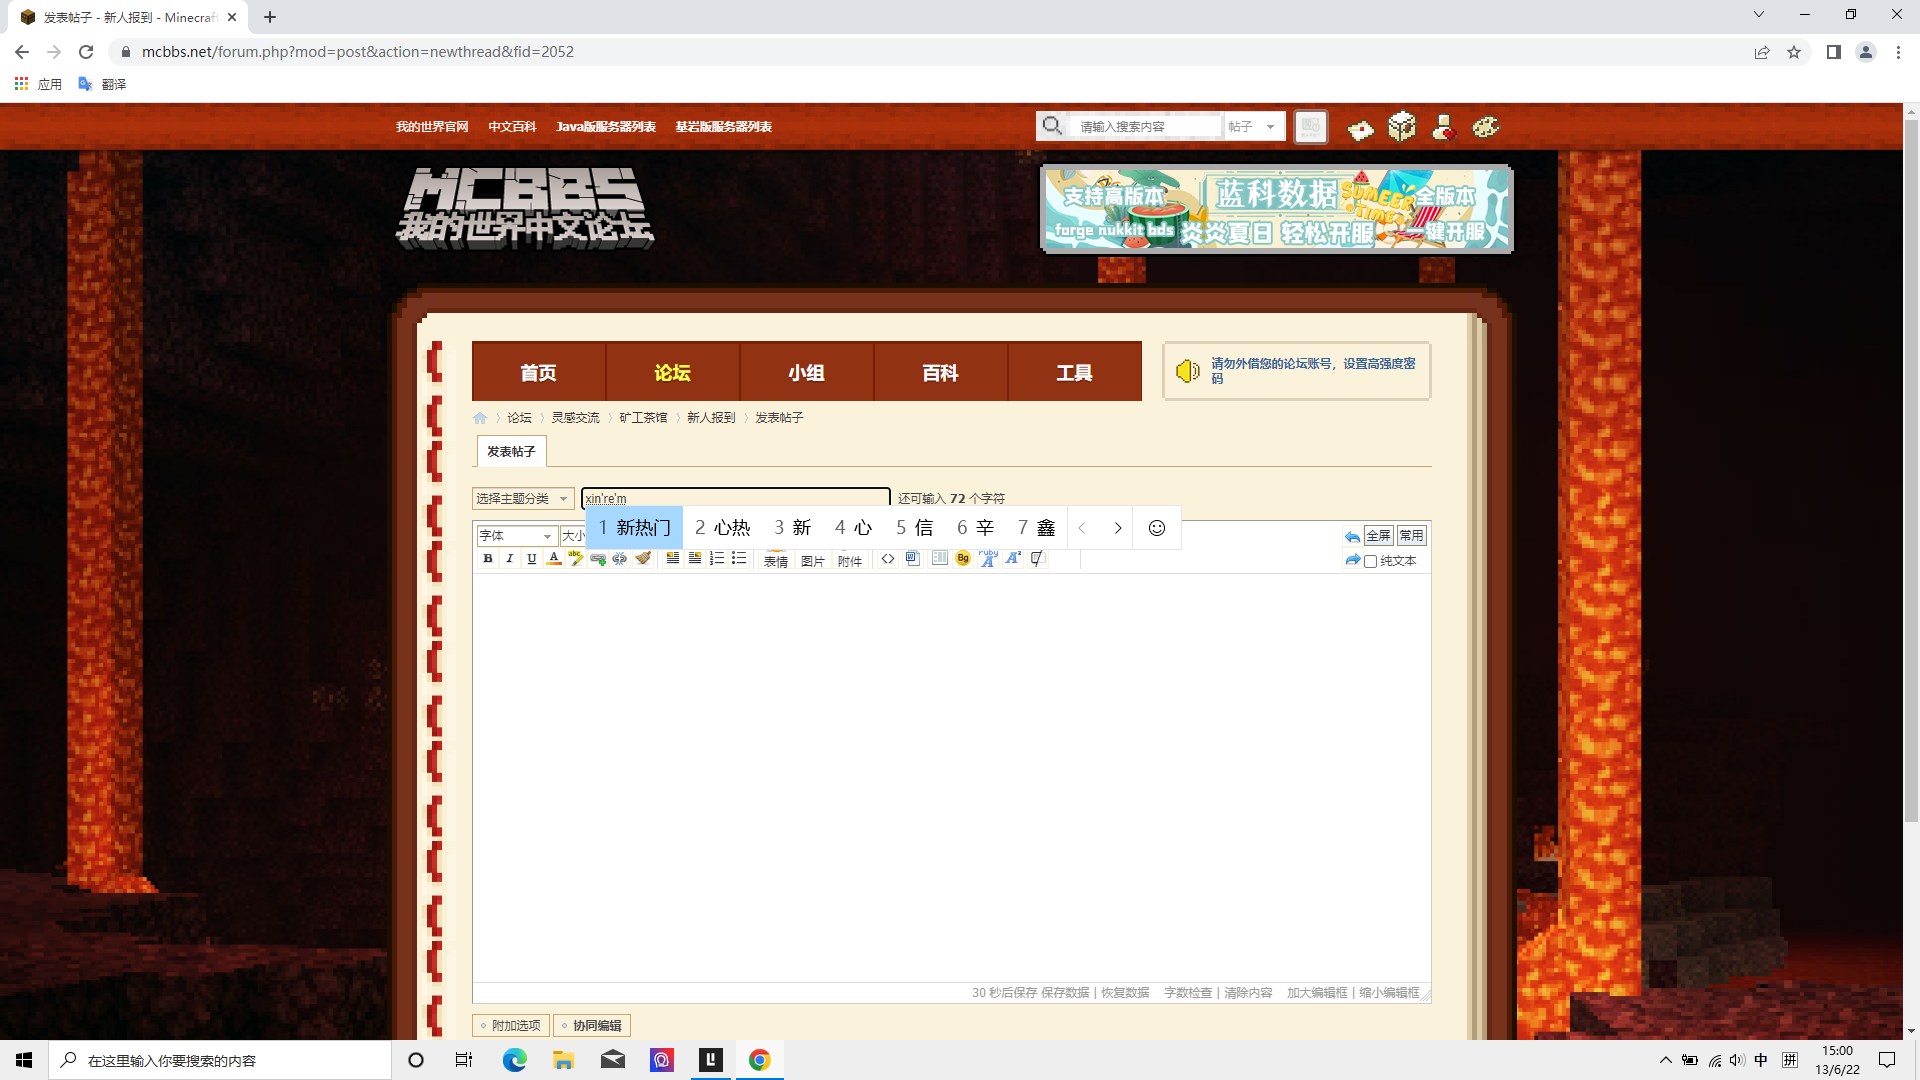 发表帖子 - 新人报到 - Minecraft
mcbbs.net/forum.php?mod=post&action=newthread&fid=2052
应用 翻译
我的世界官网 中文百科 Java版服务器列表 基岩版服务器列表
请输入搜索内容 帖子
MCBBS
我的世界中文论坛
支持高版本 蓝科数据 SUMEER TIMES 全版本
forge nukkit bds 炎炎夏日 轻松开服 一键开服
首页 论坛 小组 百科 工具
请勿外借您的论坛账号，设置高强度密
码
论坛 灵感交流 矿工茶馆 新人报到 发表帖子
发表帖子
选择主题分类 xin're'm 还可输入 72 个字符
1 新热门 2 心热 3 新 4 心 5 信 6 辛 7 鑫
字体 大小 全屏 常用
B I U A abc 表情 图片 附件 Bg Ruby A A² 纯文本
30 秒后保存 保存数据 | 恢复数据 字数检查 | 清除内容 加大编辑框 | 缩小编辑框
附加选项 协同编辑
在这里输入你要搜索的内容
中 拼 15:00
13/6/22